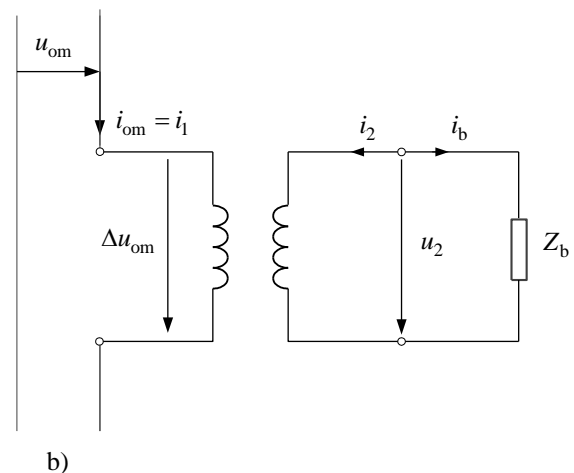 u_om
i_om = i_1
i_2
i_b
Δu_om
u_2
Z_b
b)